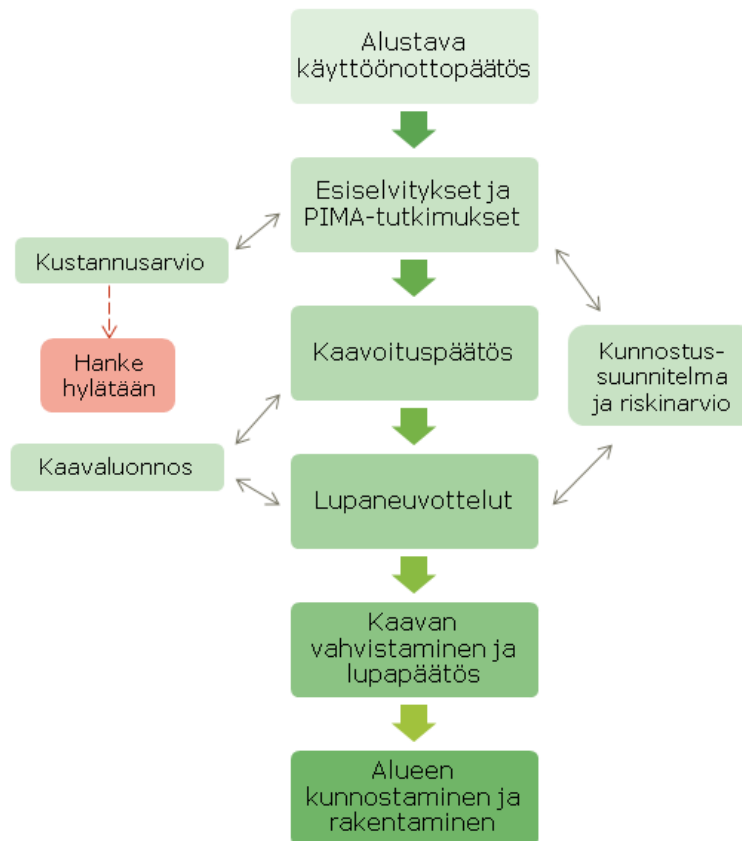 Alustava
käyttöönottopäätös
Esiselvitykset ja
PIMA-tutkimukset
Kustannusarvio
Hanke
hylätään
Kaavoituspäätös
Kunnostus-
suunnitelma
ja riskinarvio
Kaavaluonnos
Lupaneuvottelut
Kaavan
vahvistaminen ja
lupapäätös
Alueen
kunnostaminen ja
rakentaminen